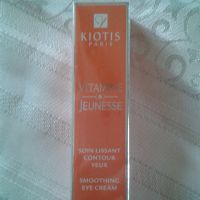 KIOTIS
PARIS
VITAMINE
&
JEUNESSE
SOIN LISSANT
CONTOUR
YEUX
SMOOTHING
EYE CREAM